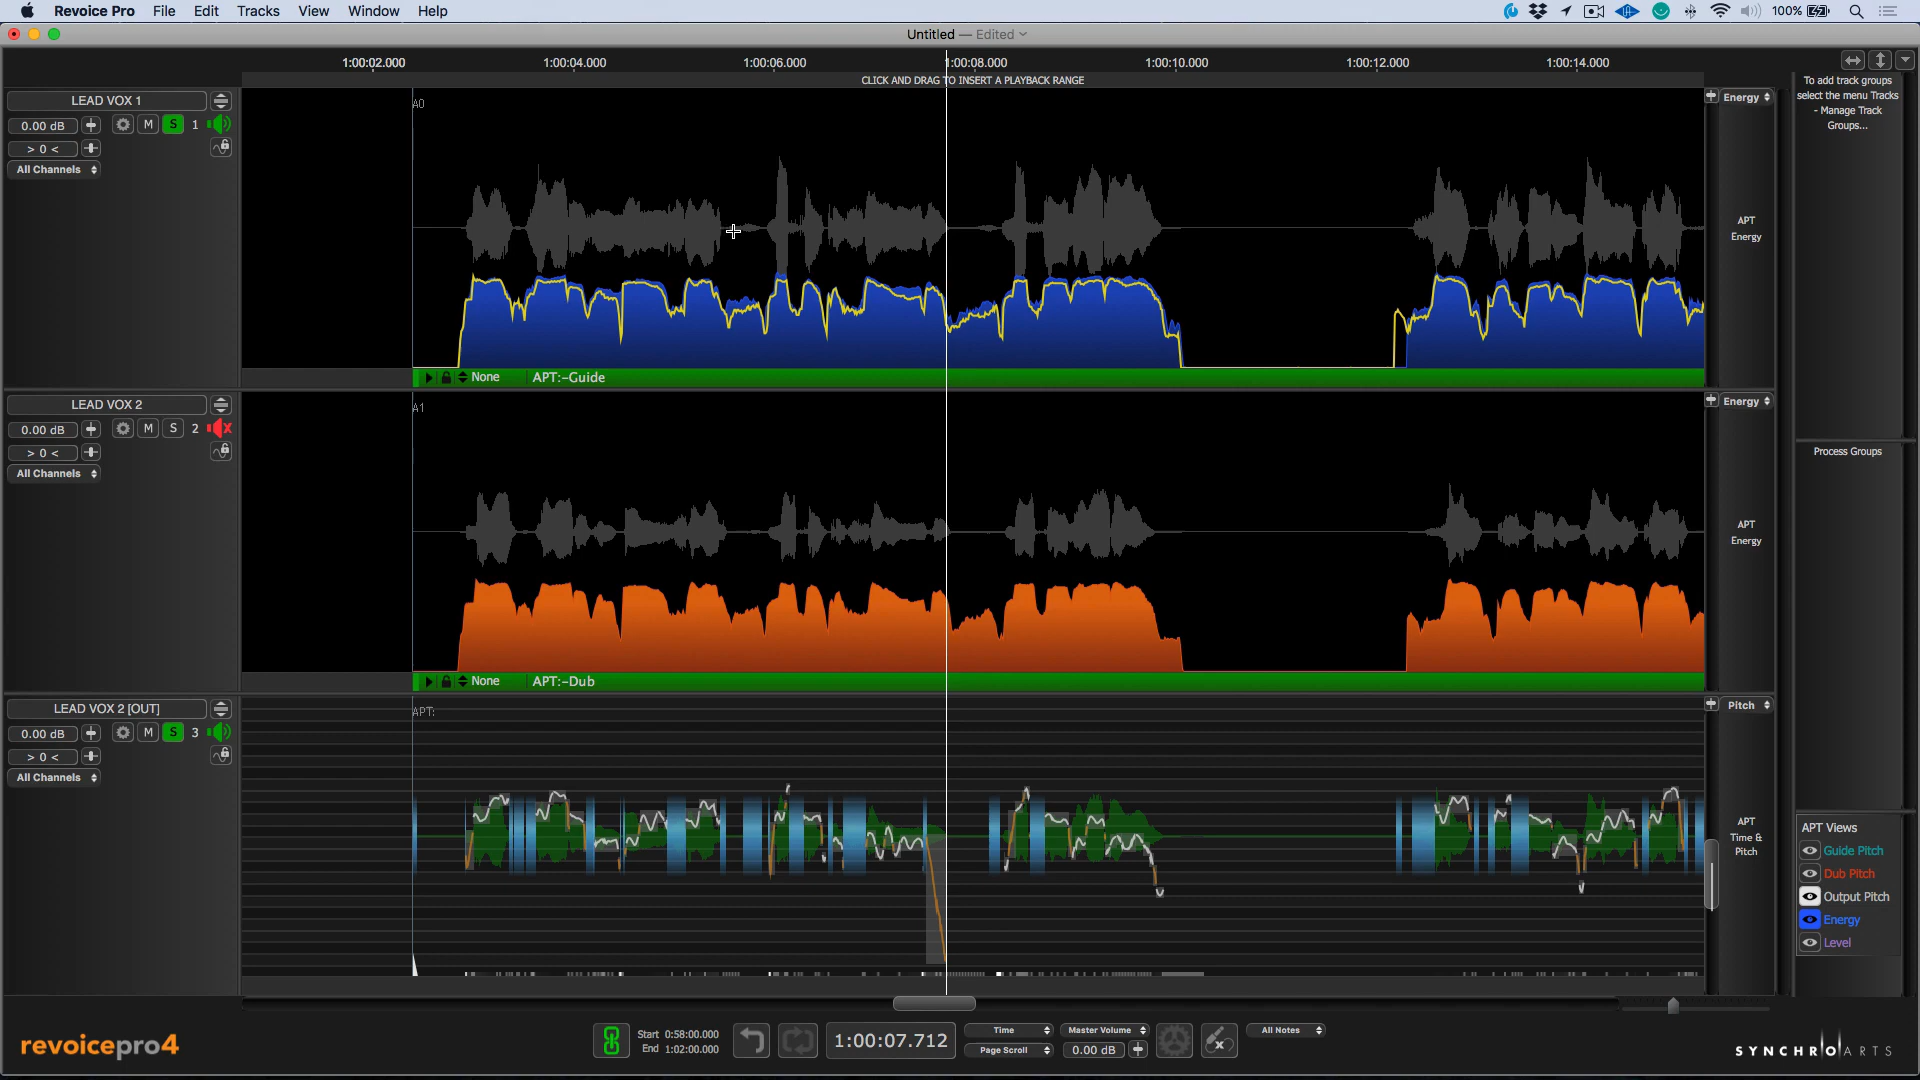 Revoice Pro File Edit Tracks View Window Help
100%
Untitled — Edited
1:00:02.000 1:00:04.000 1:00:06.000 1:00:08.000 1:00:10.000 1:00:12.000 1:00:14.000
CLICK AND DRAG TO INSERT A PLAYBACK RANGE
To add track groups
select the menu Tracks
- Manage Track
Groups...
LEAD VOX 1
0.00 dB M S 1
> 0 <
All Channels
A0
Energy
APT
Energy
None APT:-Guide
LEAD VOX 2
0.00 dB M S 2
> 0 <
All Channels
A1
Energy
APT
Energy
None APT:-Dub
Process Groups
LEAD VOX 2 [OUT]
0.00 dB M S 3
> 0 <
All Channels
APT:
Pitch
APT
Time &
Pitch
APT Views
Guide Pitch
Dub Pitch
Output Pitch
Energy
Level
revoicepro4
Start 0:58:00.000
End 1:02:00.000
1:00:07.712
Time
Page Scroll
Master Volume
0.00 dB
All Notes
SYNCHROARTS